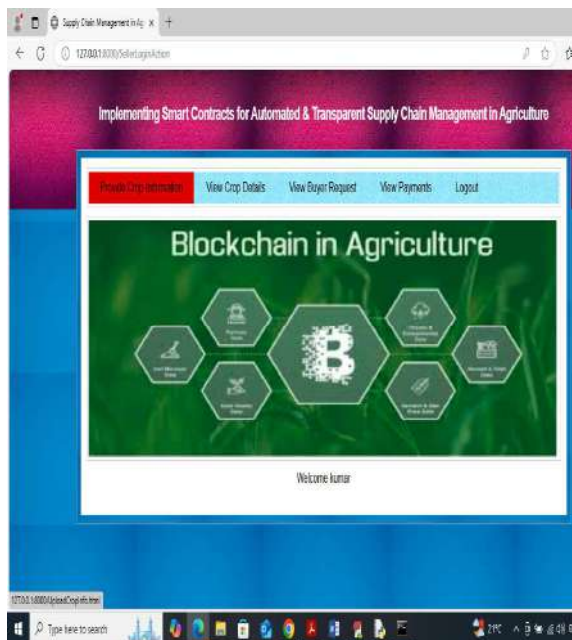 Supply Chain Management in Ag
127.0.0.1:8000/SellerLoginAction
Implementing Smart Contracts for Automated & Transparent Supply Chain Management in Agriculture
Provide Crop Information View Crop Details View Buyer Request View Payments Logout
Blockchain in Agriculture
Welcome kumar
127.0.0.1:8000/UploadCropInfo.html
Type here to search
21°C